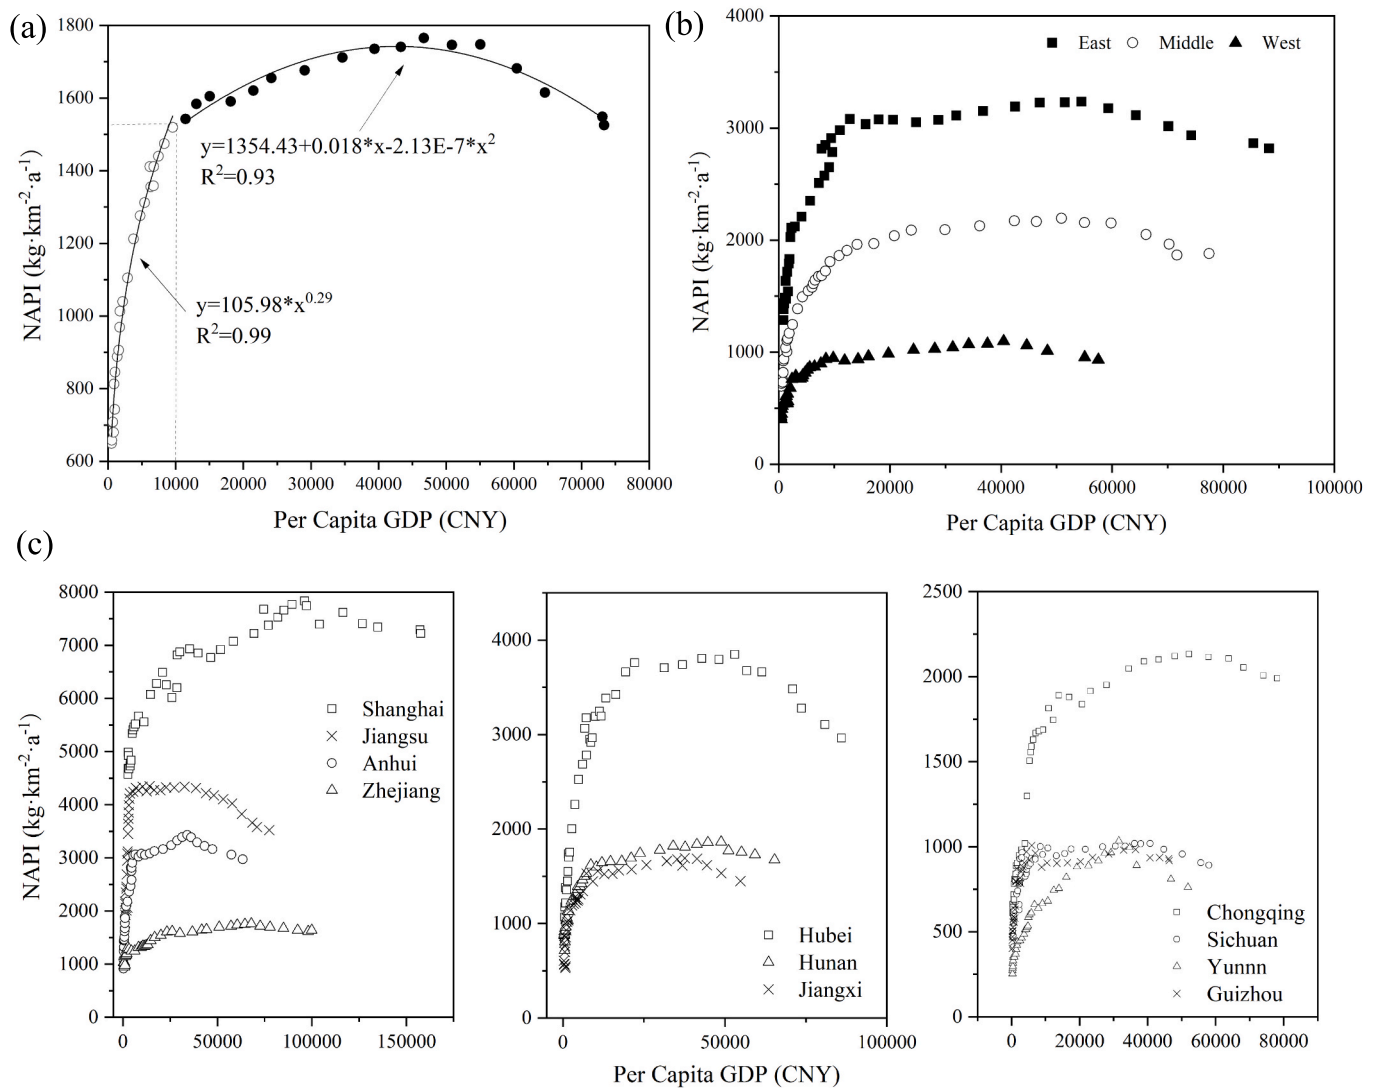 (a)
1800
1600
1400
1200
1000
800
600
NAPI (kg·km⁻²·a⁻¹)
y=1354.43+0.018*x-2.13E-7*x²
R²=0.93
y=105.98*x⁰·²⁹
R²=0.99
0 10000 20000 30000 40000 50000 60000 70000 80000
Per Capita GDP (CNY)
(b)
4000
3000
2000
1000
0
NAPI (kg·km⁻²·a⁻¹)
East Middle West
0 20000 40000 60000 80000 100000
Per Capita GDP (CNY)
(c)
8000
7000
6000
5000
4000
3000
2000
1000
0
NAPI (kg·km⁻²·a⁻¹)
Shanghai
Jiangsu
Anhui
Zhejiang
0 50000 100000 150000
4000
3000
2000
1000
0
Hubei
Hunan
Jiangxi
0 50000 100000
2500
2000
1500
1000
500
0
Chongqing
Sichuan
Yunnn
Guizhou
0 20000 40000 60000 80000
Per Capita GDP (CNY)